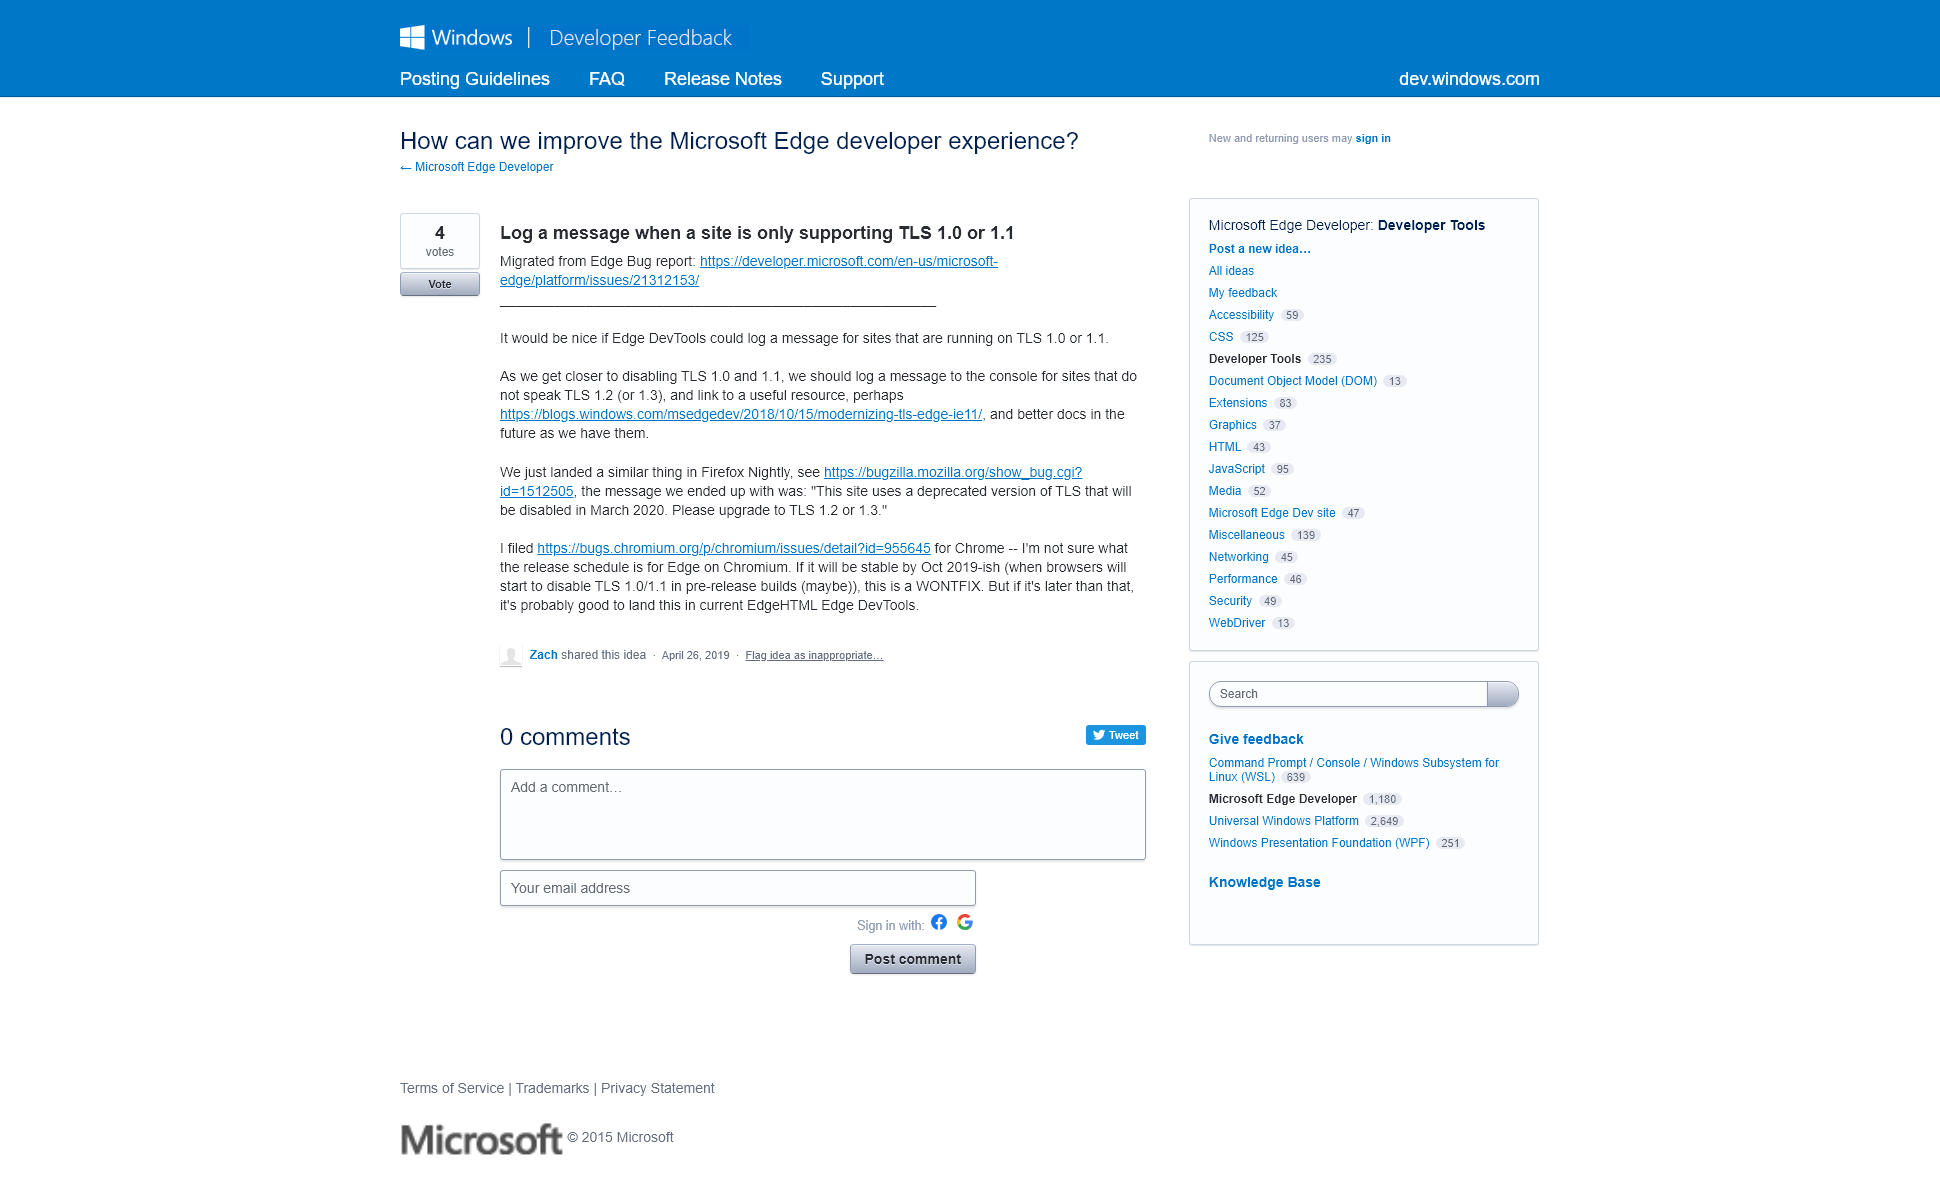 Windows | Developer Feedback
Posting Guidelines FAQ Release Notes Support dev.windows.com
How can we improve the Microsoft Edge developer experience?
← Microsoft Edge Developer
New and returning users may sign in
4
votes
Vote
Log a message when a site is only supporting TLS 1.0 or 1.1
Migrated from Edge Bug report: https://developer.microsoft.com/en-us/microsoft-
edge/platform/issues/21312153/
________________________________________________________
It would be nice if Edge DevTools could log a message for sites that are running on TLS 1.0 or 1.1.
As we get closer to disabling TLS 1.0 and 1.1, we should log a message to the console for sites that do
not speak TLS 1.2 (or 1.3), and link to a useful resource, perhaps
https://blogs.windows.com/msedgedev/2018/10/15/modernizing-tls-edge-ie11/, and better docs in the
future as we have them.
We just landed a similar thing in Firefox Nightly, see https://bugzilla.mozilla.org/show_bug.cgi?
id=1512505, the message we ended up with was: "This site uses a deprecated version of TLS that will
be disabled in March 2020. Please upgrade to TLS 1.2 or 1.3."
I filed https://bugs.chromium.org/p/chromium/issues/detail?id=955645 for Chrome -- I'm not sure what
the release schedule is for Edge on Chromium. If it will be stable by Oct 2019-ish (when browsers will
start to disable TLS 1.0/1.1 in pre-release builds (maybe)), this is a WONTFIX. But if it's later than that,
it's probably good to land this in current EdgeHTML Edge DevTools.
Zach shared this idea · April 26, 2019 · Flag idea as inappropriate…
0 comments
Tweet
Add a comment…
Your email address
Sign in with:
Post comment
Microsoft Edge Developer: Developer Tools
Post a new idea…
All ideas
My feedback
Accessibility 59
CSS 125
Developer Tools 235
Document Object Model (DOM) 13
Extensions 83
Graphics 37
HTML 43
JavaScript 95
Media 52
Microsoft Edge Dev site 47
Miscellaneous 139
Networking 45
Performance 46
Security 49
WebDriver 13
Search
Give feedback
Command Prompt / Console / Windows Subsystem for
Linux (WSL) 639
Microsoft Edge Developer 1,180
Universal Windows Platform 2,649
Windows Presentation Foundation (WPF) 251
Knowledge Base
Terms of Service | Trademarks | Privacy Statement
Microsoft © 2015 Microsoft